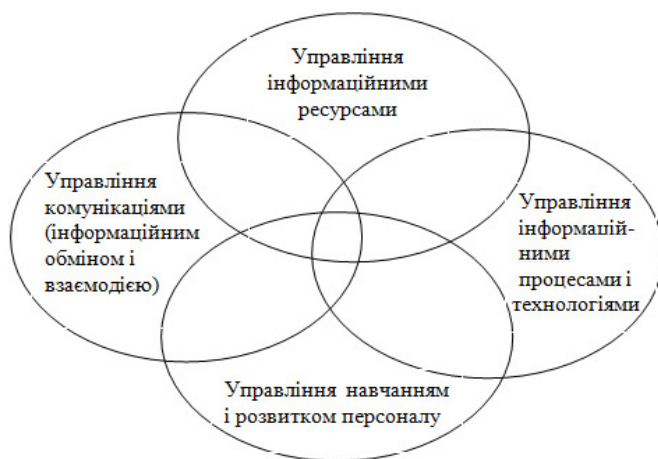 Управління
інформаційними
ресурсами
Управління
комунікаціями
(інформаційним
обміном і
взаємодією)
Управління
інформацій-
ними
процесами і
технологіями
Управління навчанням
і розвитком персоналу